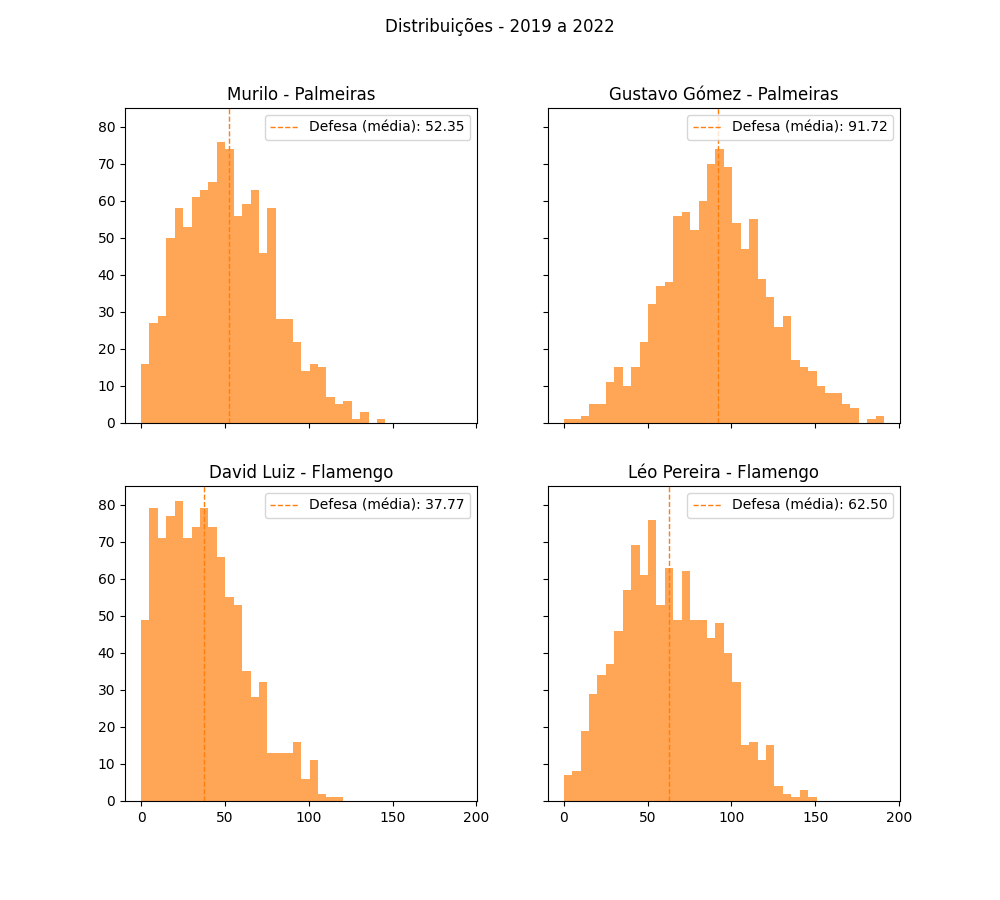 Distribuições - 2019 a 2022
Murilo - Palmeiras
Gustavo Gómez - Palmeiras
Defesa (média): 52.35
Defesa (média): 91.72
80
70
60
50
40
30
20
10
0
David Luiz - Flamengo
Léo Pereira - Flamengo
Defesa (média): 37.77
Defesa (média): 62.50
80
70
60
50
40
30
20
10
0
0 50 100 150 200
0 50 100 150 200